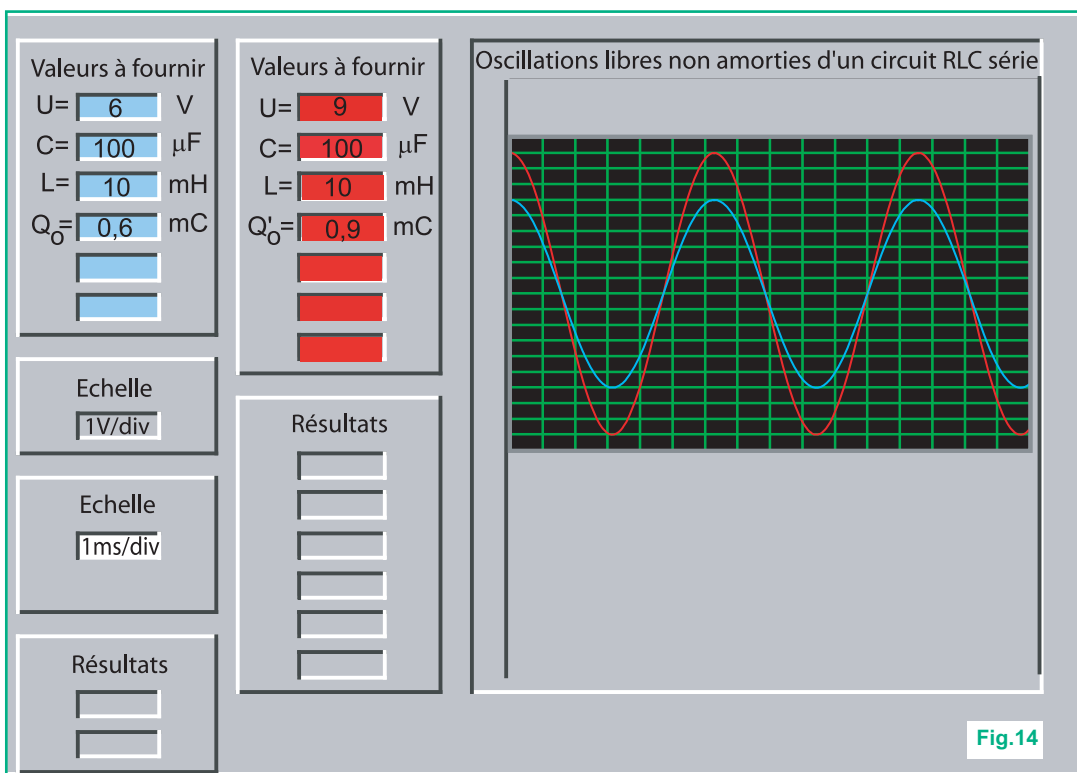 Valeurs à fournir
U= 6 V
C= 100 μF
L= 10 mH
Qo= 0,6 mC
Echelle
1V/div
Echelle
1ms/div
Résultats
Valeurs à fournir
U= 9 V
C= 100 μF
L= 10 mH
Q'o= 0,9 mC
Résultats
Oscillations libres non amorties d'un circuit RLC série
Fig.14